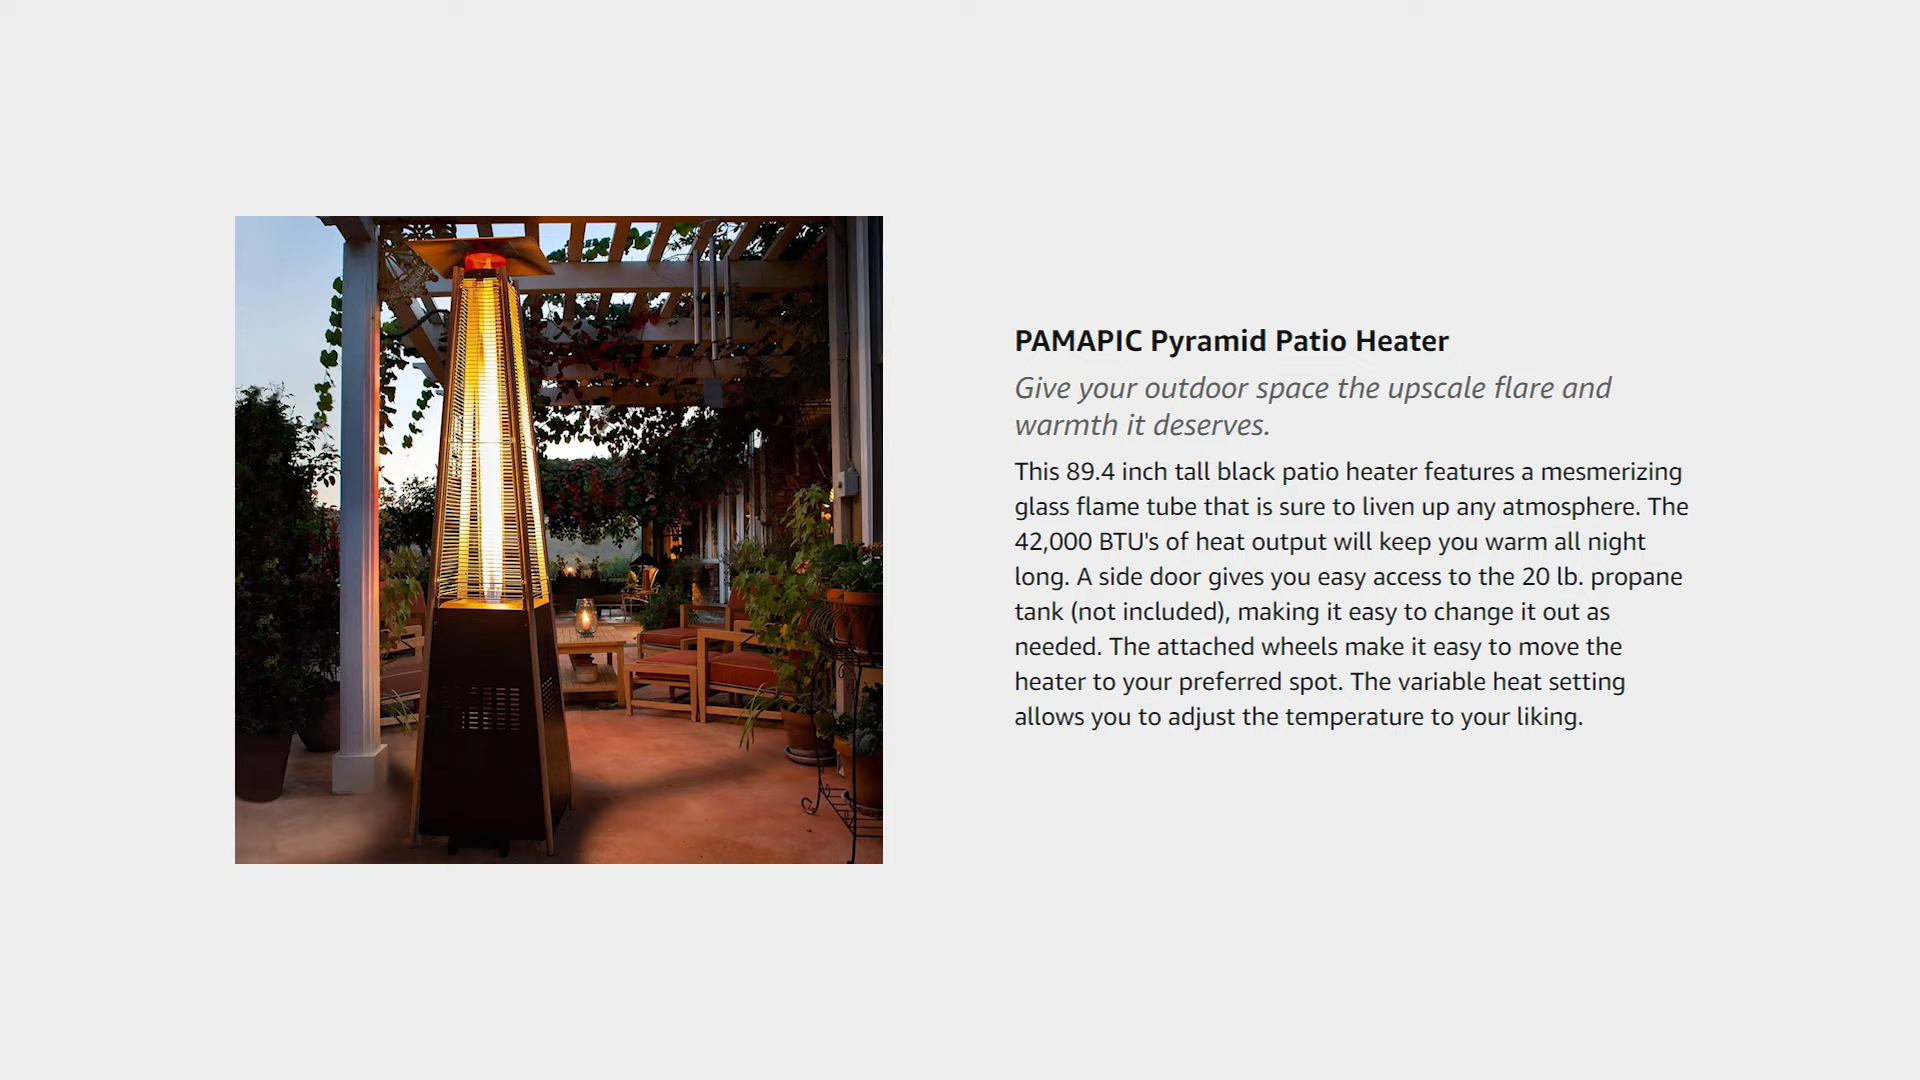 PAMAPIC Pyramid Patio Heater
Give your outdoor space the upscale flare and
warmth it deserves.
This 89.4 inch tall black patio heater features a mesmerizing
glass flame tube that is sure to liven up any atmosphere. The
42,000 BTU's of heat output will keep you warm all night
long. A side door gives you easy access to the 20 lb. propane
tank (not included), making it easy to change it out as
needed. The attached wheels make it easy to move the
heater to your preferred spot. The variable heat setting
allows you to adjust the temperature to your liking.